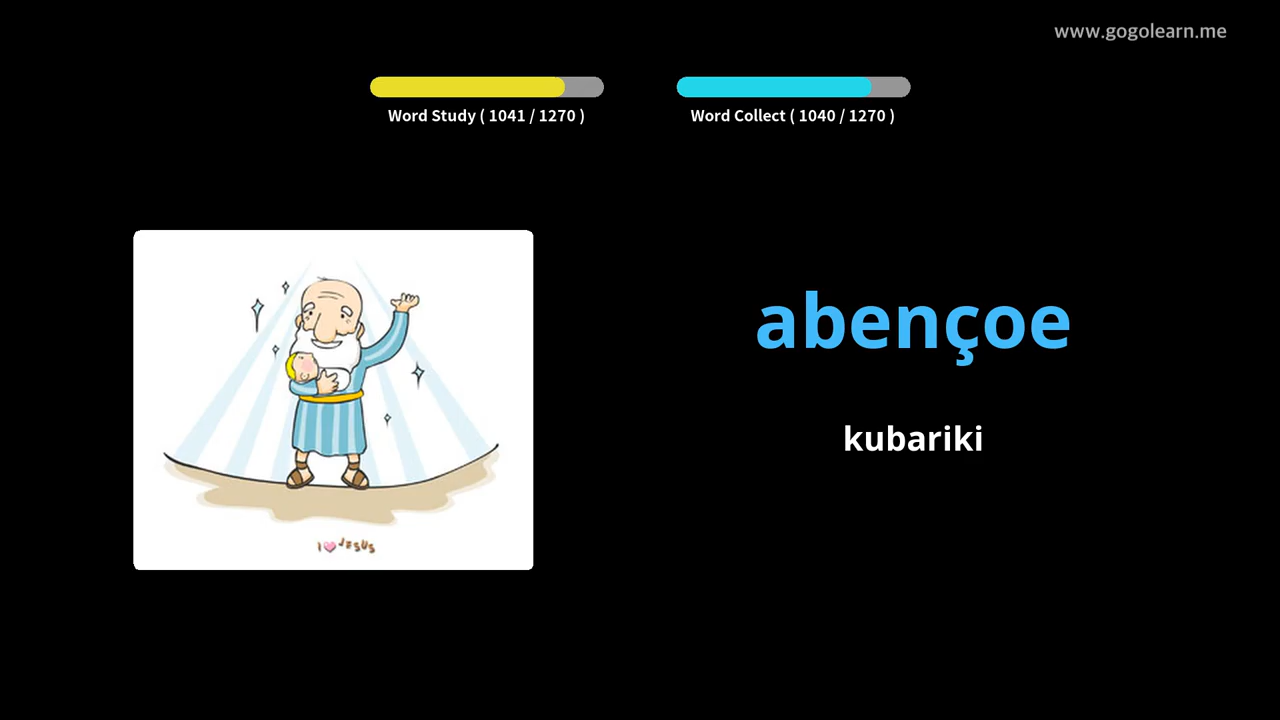 www.gogolearn.me
Word Study ( 1041 / 1270 )
Word Collect ( 1040 / 1270 )
abençoe
kubariki
I JESUS